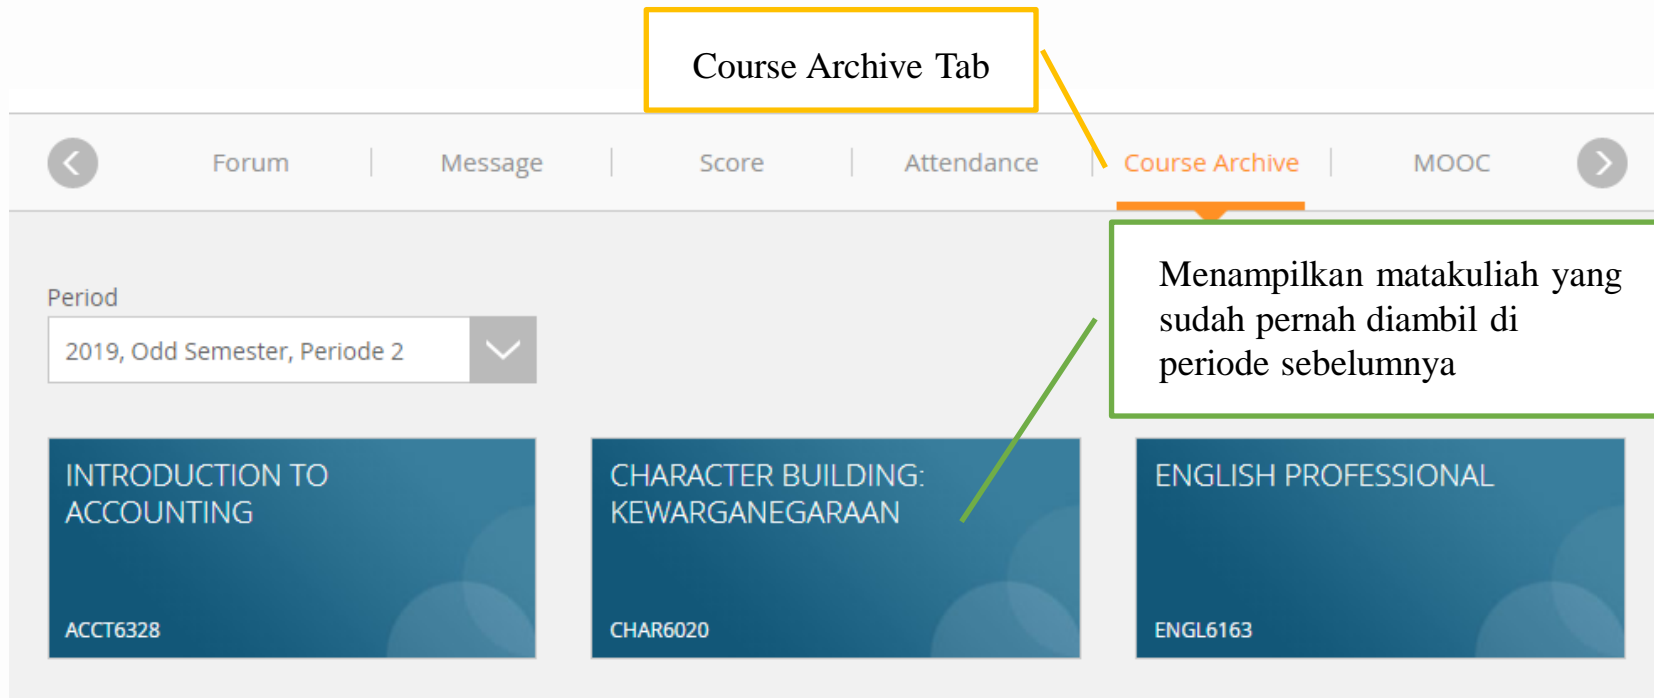 Course Archive Tab
Forum Message Score Attendance Course Archive MOOC
Menampilkan matakuliah yang
sudah pernah diambil di
periode sebelumnya
Period
2019, Odd Semester, Periode 2
INTRODUCTION TO
ACCOUNTING
ACCT6328
CHARACTER BUILDING:
KEWARGANEGARAAN
CHAR6020
ENGLISH PROFESSIONAL
ENGL6163